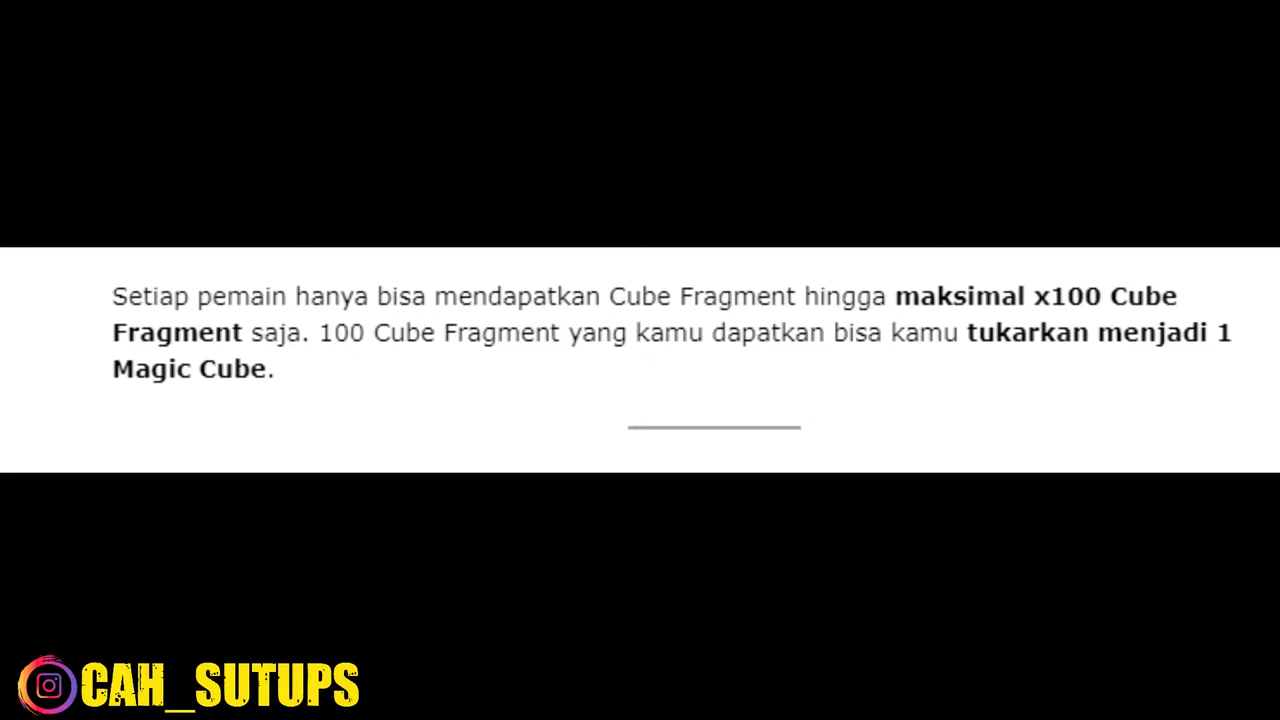 Setiap pemain hanya bisa mendapatkan Cube Fragment hingga maksimal x100 Cube
Fragment saja. 100 Cube Fragment yang kamu dapatkan bisa kamu tukarkan menjadi 1
Magic Cube.
CAH_SUTUPS